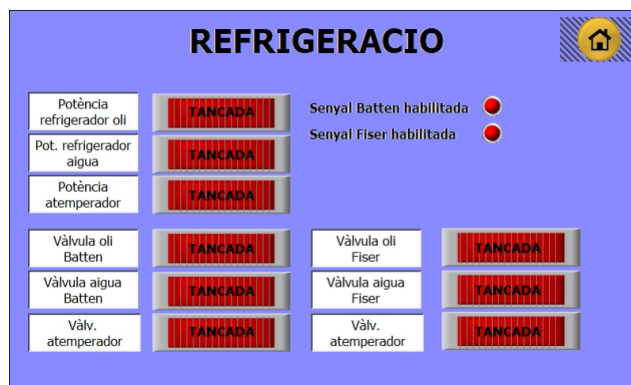 REFRIGERACIO
Potència
refrigerador oli
TANCADA
Senyal Batten habilitada
Senyal Fiser habilitada
Pot. refrigerador
aigua
TANCADA
Potència
atemperador
TANCADA
Vàlvula oli
Batten
TANCADA
Vàlvula oli
Fiser
TANCADA
Vàlvula aigua
Batten
TANCADA
Vàlvula aigua
Fiser
TANCADA
Vàlv.
atemperador
TANCADA
Vàlv.
atemperador
TANCADA